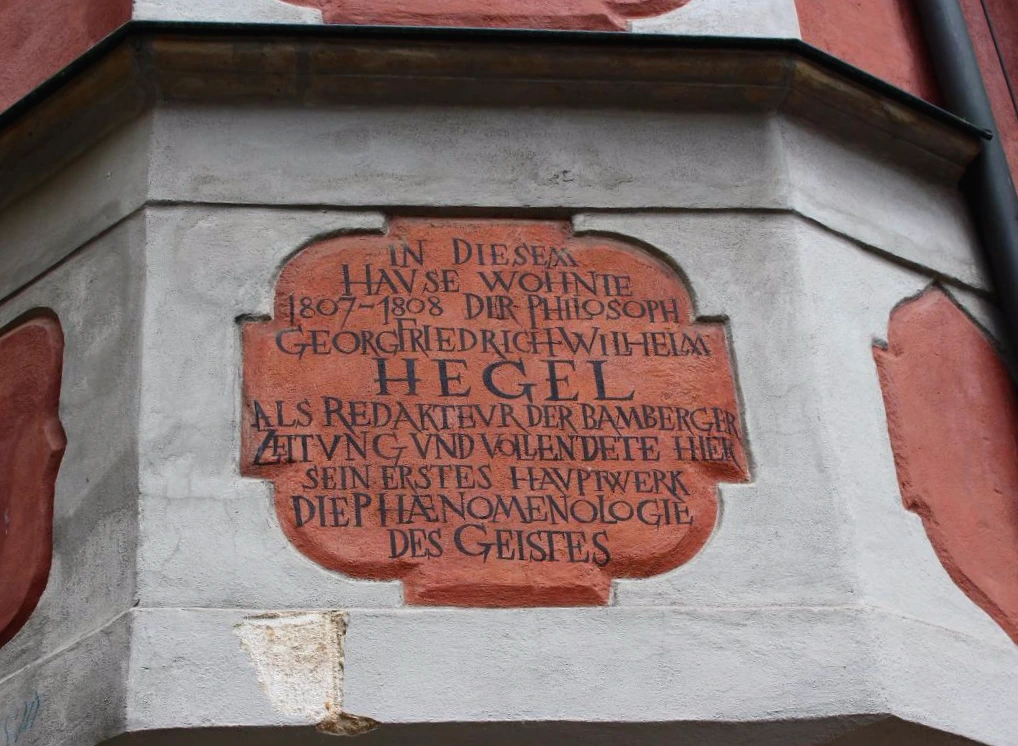 IN DIESEM
HAVSE WOHNTE
1807-1808 DER PHILOSOPH
GEORG FRIEDRICH WILHELM
HEGEL
ALS REDAKTEVR DER BAMBERGER
ZEITVNG VND VOLLENDETE HIER
SEIN ERSTES HAVPTWERK
DIE PHÆNOMENOLOGIE
DES GEISTES